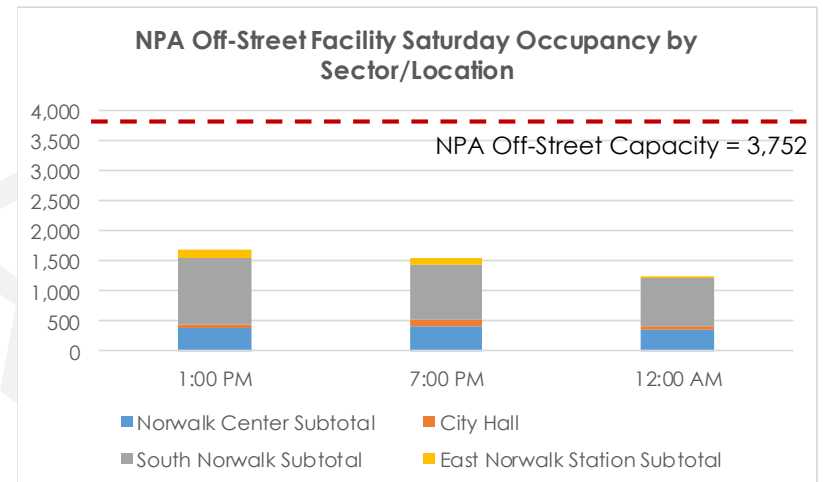 NPA Off-Street Facility Saturday Occupancy by
Sector/Location
4,000
3,500
3,000
2,500
2,000
1,500
1,000
500
0
NPA Off-Street Capacity = 3,752
1:00 PM
7:00 PM
12:00 AM
Norwalk Center Subtotal
City Hall
South Norwalk Subtotal
East Norwalk Station Subtotal